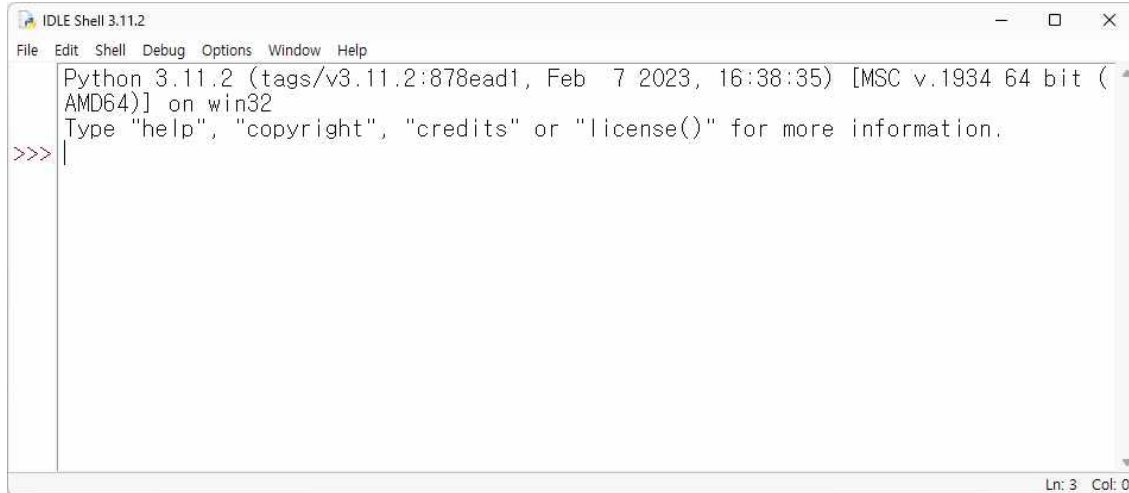 IDLE Shell 3.11.2
File Edit Shell Debug Options Window Help
Python 3.11.2 (tags/v3.11.2:878ead1, Feb  7 2023, 16:38:35) [MSC v.1934 64 bit (
AMD64)] on win32
Type "help", "copyright", "credits" or "license()" for more information.
>>>
Ln: 3 Col: 0